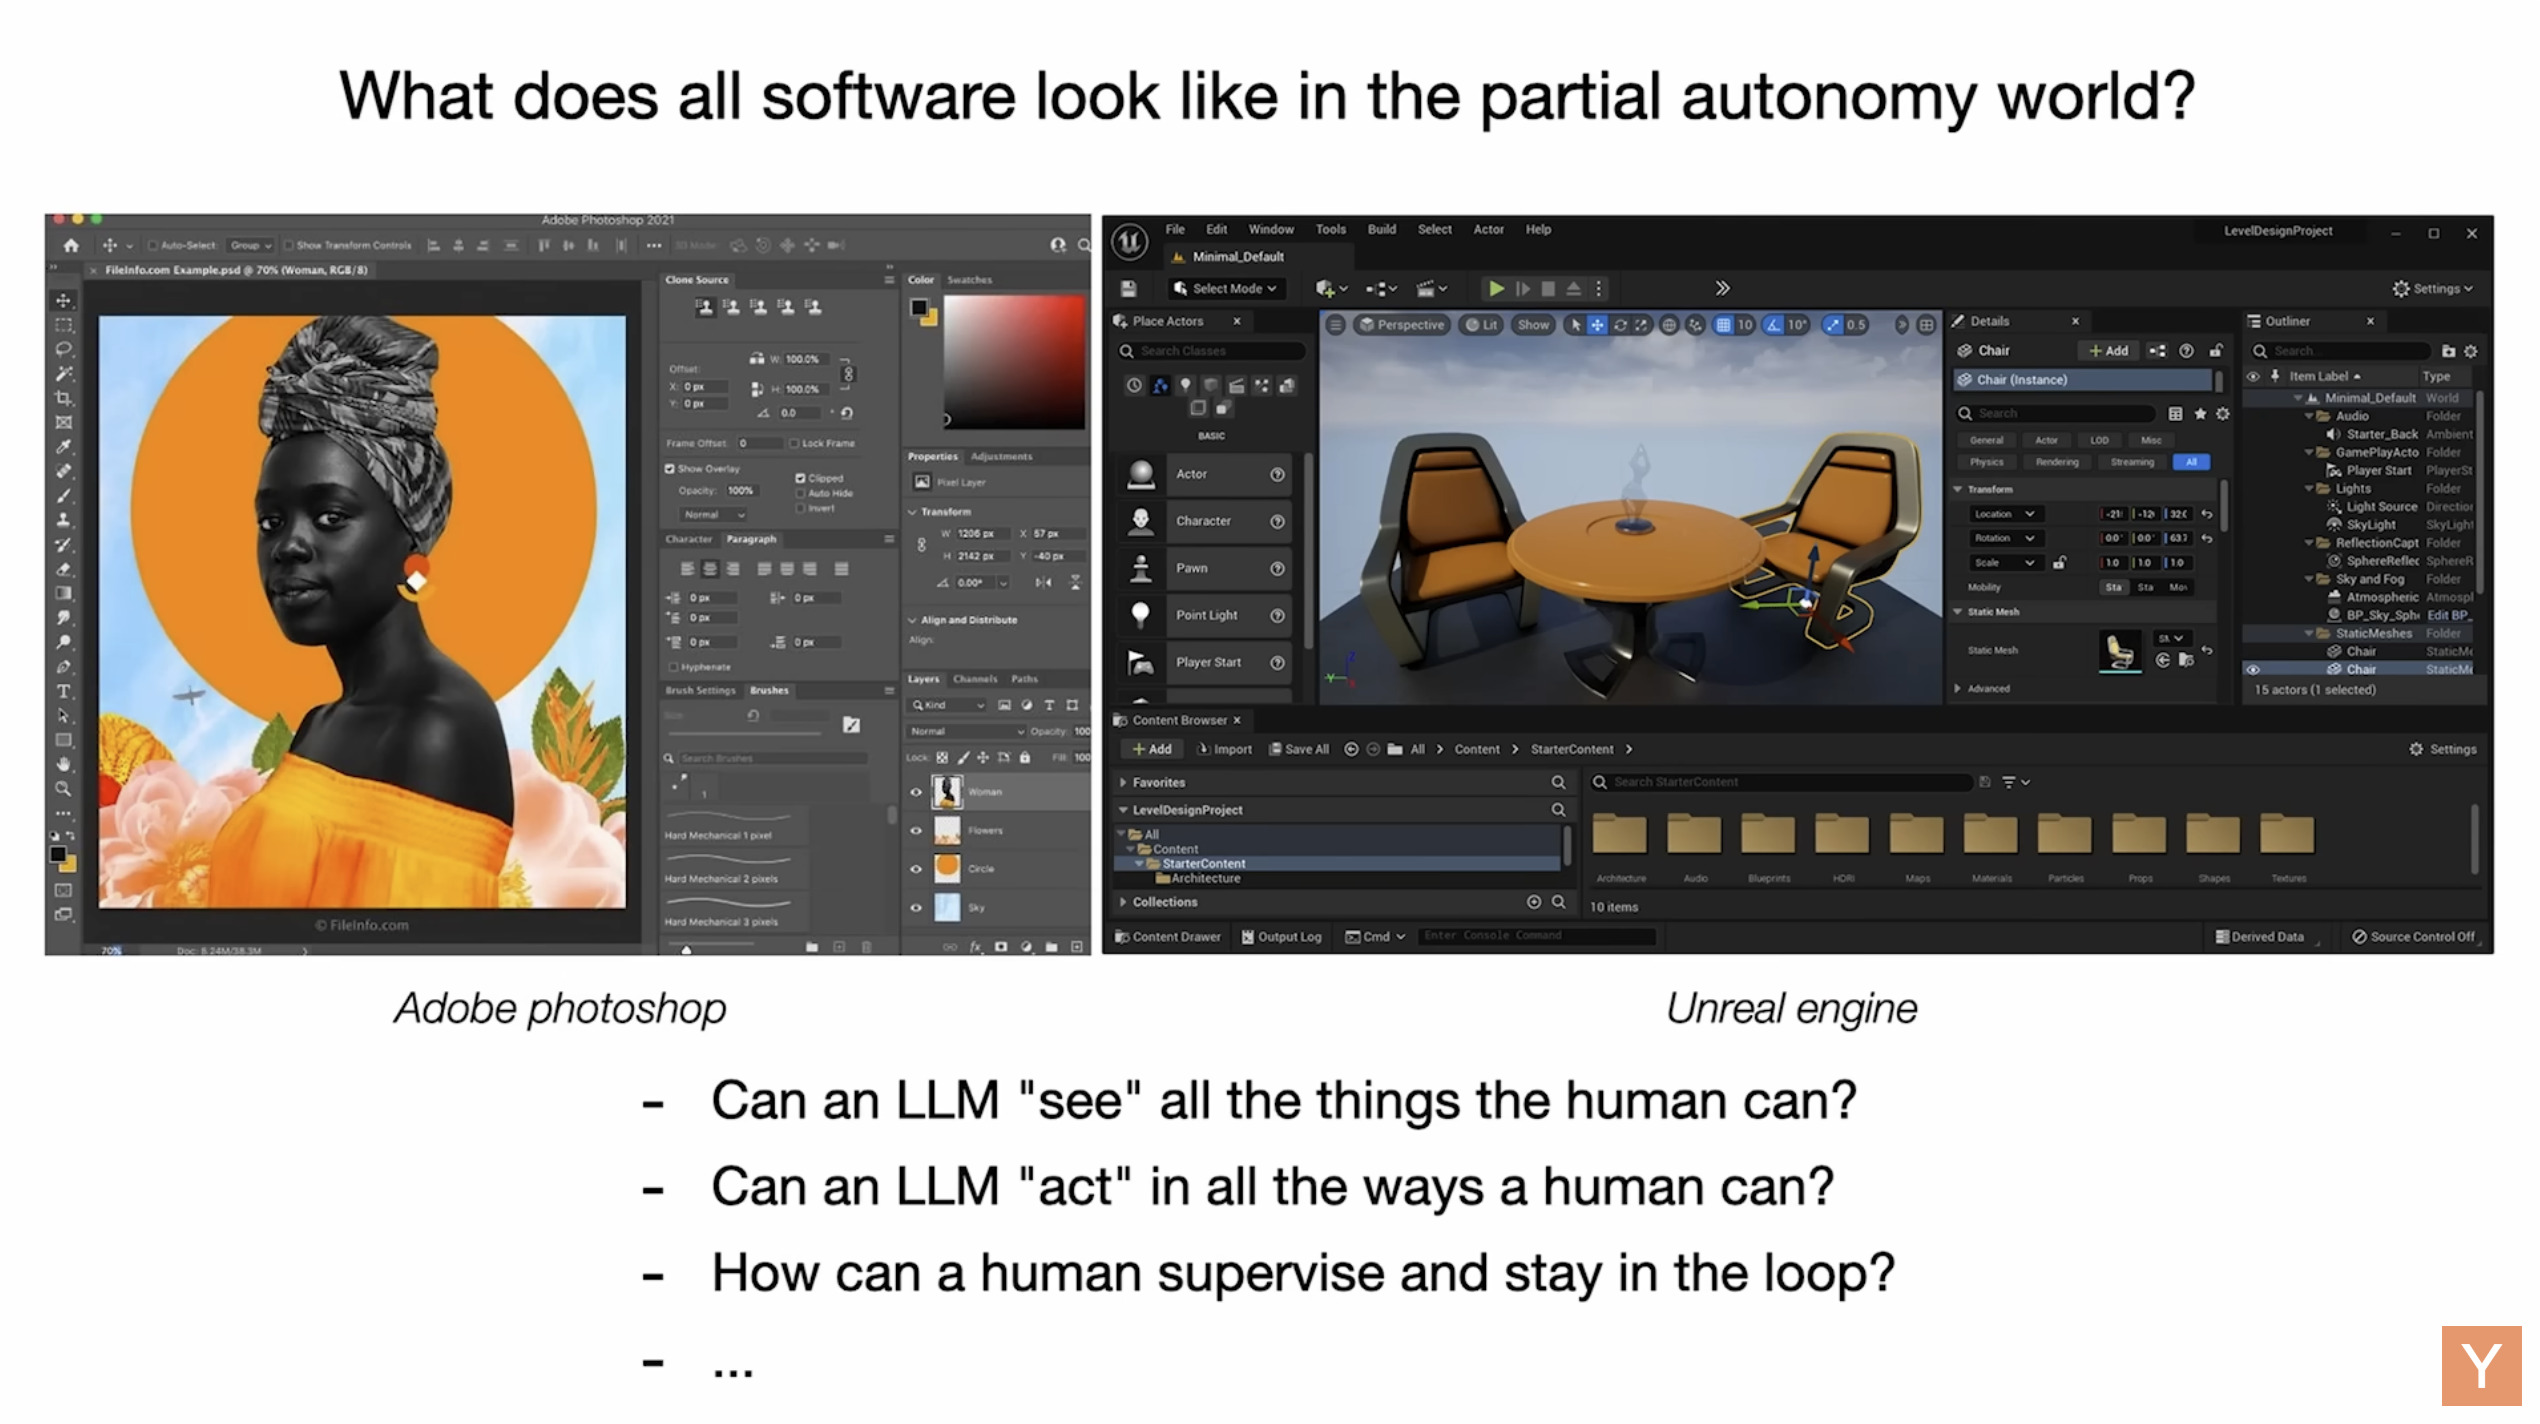 What does all software look like in the partial autonomy world?
Adobe Photoshop 2021
Auto-Select: Group Show Transform Controls
FileInfo.com Example.psd @ 70% (Woman, RGB/8)
Clone Source
Offset:
W: 100.0%
X: 0 px
H: 100.0%
Y: 0 px
0.0
Frame Offset: 0 Lock Frame
Show Overlay
Clipped
Opacity: 100%
Auto Hide
Normal
Invert
Character Paragraph
0 px 0 px
0 px
0 px 0 px
Hyphenate
Brush Settings Brushes
Search Brushes
1
Hard Mechanical 1 pixel
Hard Mechanical 2 pixels
Hard Mechanical 3 pixels
Color Swatches
Properties Adjustments
Pixel Layer
Transform
W 1206 px X 57 px
H 2142 px Y -40 px
0.00°
Align and Distribute
Align:
Layers Channels Paths
Kind
Normal Opacity: 100
Lock: Fill: 100
Woman
Flowers
Circle
Sky
© FileInfo.com
70%
File Edit Window Tools Build Select Actor Help
LevelDesignProject
Minimal_Default
Select Mode
Settings
Place Actors
Search Classes
BASIC
Actor
Character
Pawn
Point Light
Player Start
Perspective Lit Show 10 10° 0.5
Details
Chair + Add
Chair (Instance)
Search
General Actor LOD Misc
Physics Rendering Streaming All
Transform
Location
Rotation
Scale 1.0 1.0 1.0
Mobility Sta Sta
Static Mesh
Static Mesh
Advanced
Outliner
Search...
Item Label Type
Minimal_Default World
Audio Folder
Starter_Back Ambient
GamePlayActo Folder
Player Start PlayerSt
Lights Folder
Light Source Directio
SkyLight SkyLight
ReflectionCapt Folder
SphereReflec SphereR
Sky and Fog Folder
Atmospheric Atmospl
BP_Sky_Sph Edit BP_
StaticMeshes Folder
Chair StaticMe
Chair StaticMe
15 actors (1 selected)
Content Browser
+ Add Import Save All All > Content > StarterContent >
Settings
Favorites
LevelDesignProject
All
Content
StarterContent
Architecture
Collections
Search StarterContent
Architecture Audio Blueprints HDRI Maps Materials Particles Props Shapes Textures
10 items
Content Drawer Output Log Cmd Enter Console Command
Derived Data Source Control Off
Adobe photoshop
Unreal engine
- Can an LLM "see" all the things the human can?
- Can an LLM "act" in all the ways a human can?
- How can a human supervise and stay in the loop?
- ...
Y